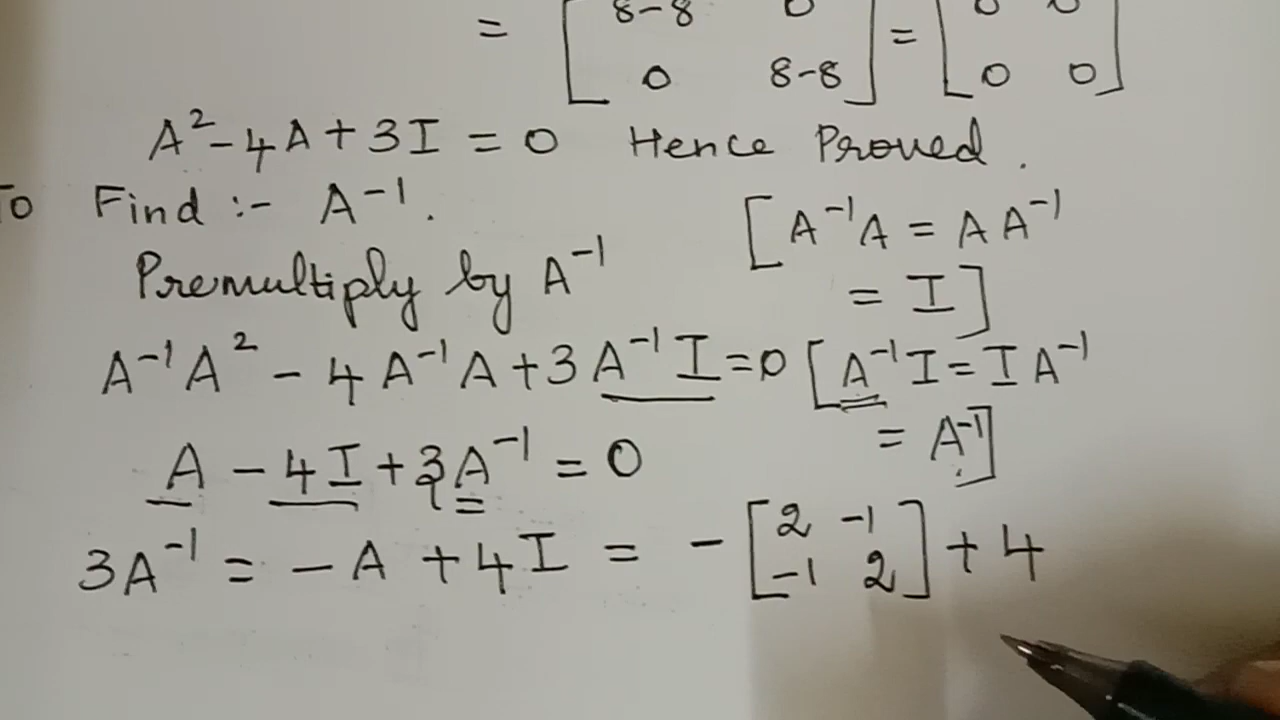 = [ 8-8 0 ] = [ 0 0 ]
[ 0 8-8 ] [ 0 0 ]
A² - 4A + 3I = 0 Hence Proved.
To Find :- A⁻¹.
[A⁻¹A = AA⁻¹
Premultiply by A⁻¹
= I]
A⁻¹A² - 4A⁻¹A + 3A⁻¹I = 0 [A⁻¹I = IA⁻¹
= A⁻¹]
A - 4I + 3A⁻¹ = 0
3A⁻¹ = -A + 4I = -[ 2 -1 ] + 4
[ -1 2 ]